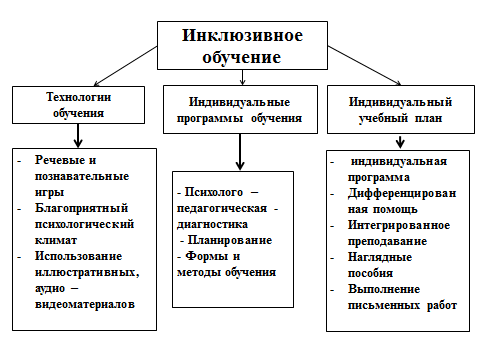 Инклюзивное
обучение
Технологии
обучения
Индивидуальные
программы обучения
Индивидуальный
учебный план
- Речевые и
познавательные
игры
- Благоприятный
психологический
климат
- Использование
иллюстративных,
аудио –
видеоматериалов
- Психолого –
педагогическая -
диагностика
- Планирование
- Формы и
методы обучения
- индивидуальная
программа
- Дифференцирован
ная помощь
- Интегрированное
преподавание
- Наглядные
пособия
- Выполнение
письменных работ